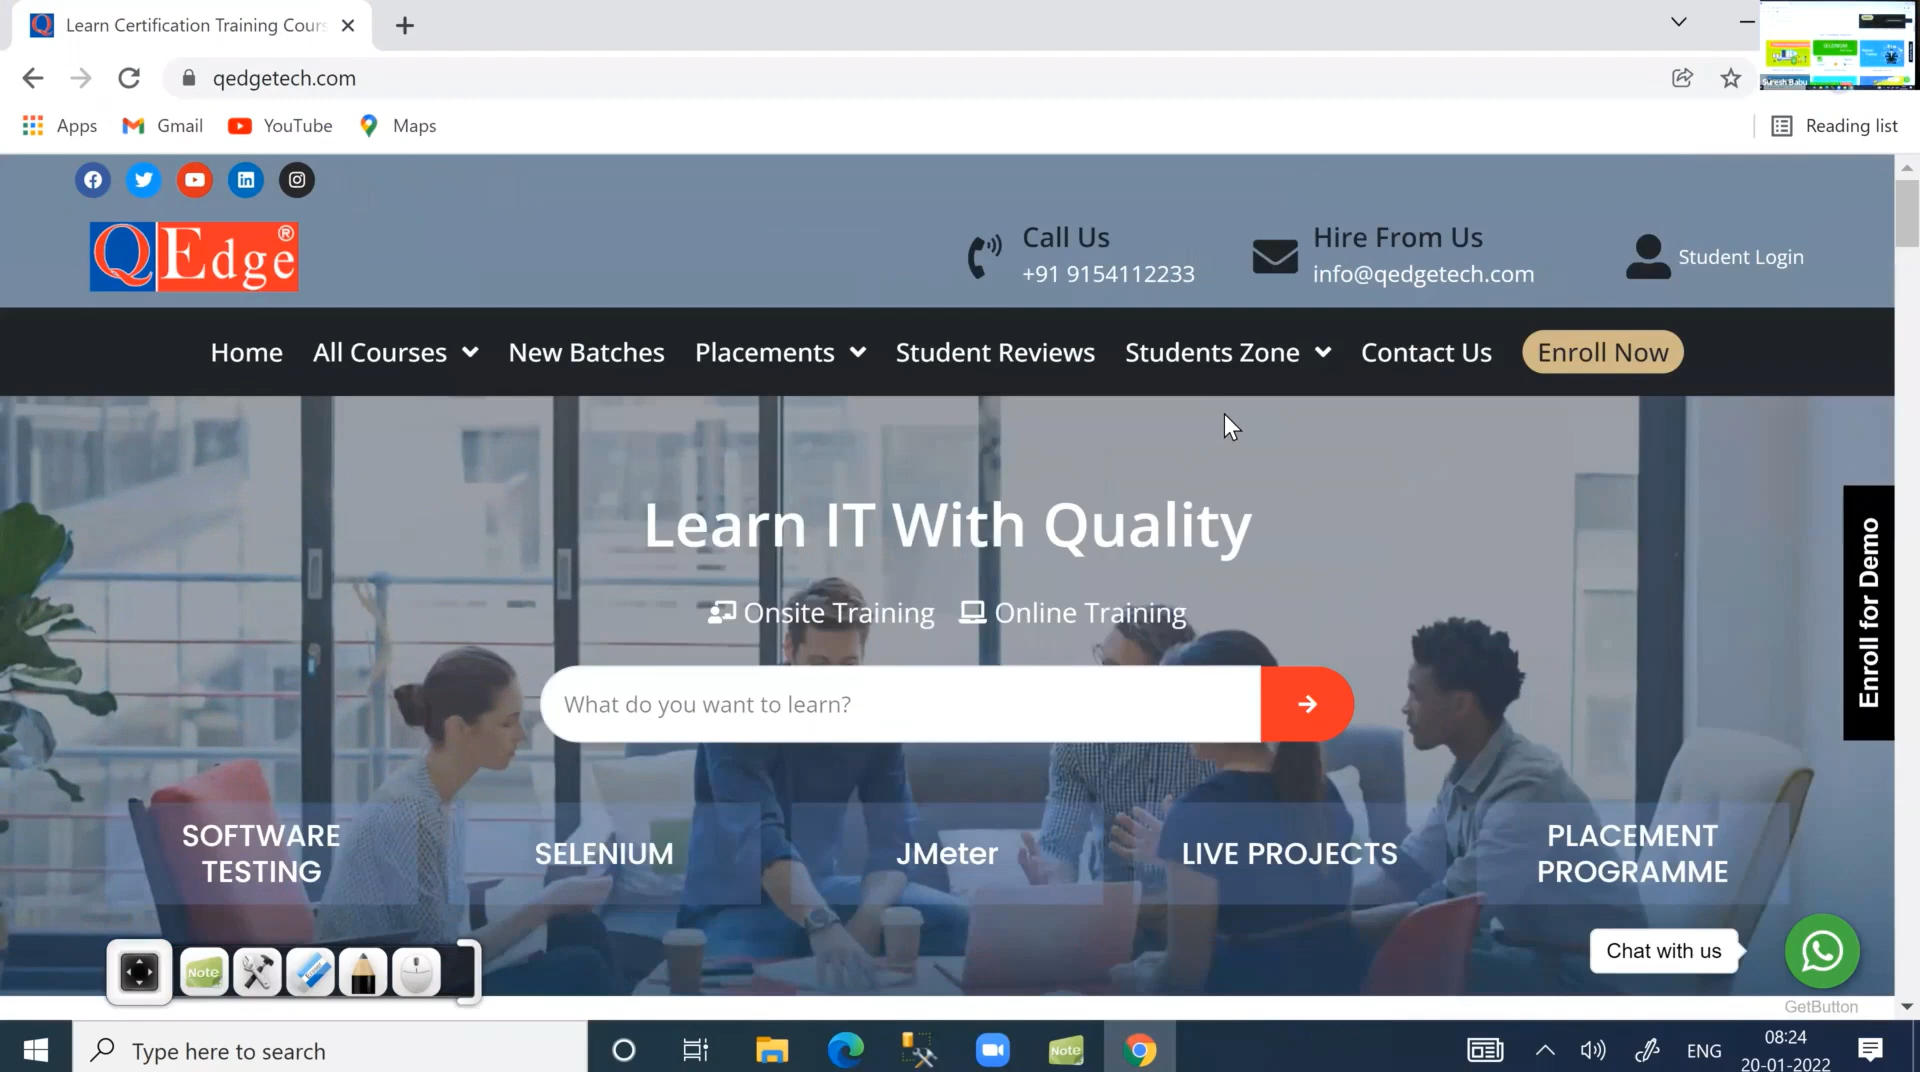 Learn Certification Training Cour
qedgetech.com
Suresh Babu
Apps
Gmail
YouTube
Maps
Reading list
QEdge®
Call Us
+91 9154112233
Hire From Us
info@qedgetech.com
Student Login
Home
All Courses
New Batches
Placements
Student Reviews
Students Zone
Contact Us
Enroll Now
Learn IT With Quality
Onsite Training
Online Training
What do you want to learn?
Enroll for Demo
SOFTWARE
TESTING
SELENIUM
JMeter
LIVE PROJECTS
PLACEMENT
PROGRAMME
Note
Chat with us
GetButton
Type here to search
Note
ENG
08:24
20-01-2022